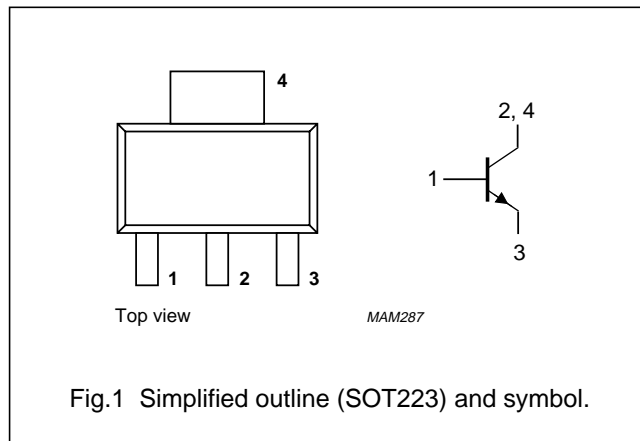 4
2, 4
1
3
1 2 3
Top view MAM287
Fig.1 Simplified outline (SOT223) and symbol.